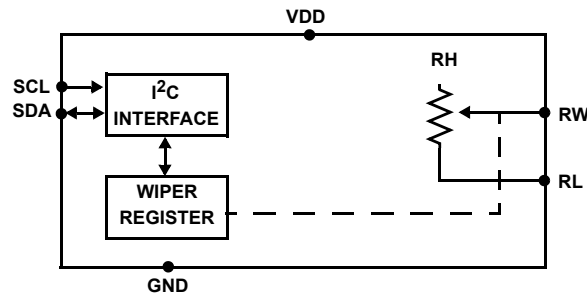 VDD
RH
SCL
SDA
I²C
INTERFACE
RW
RL
WIPER
REGISTER
GND